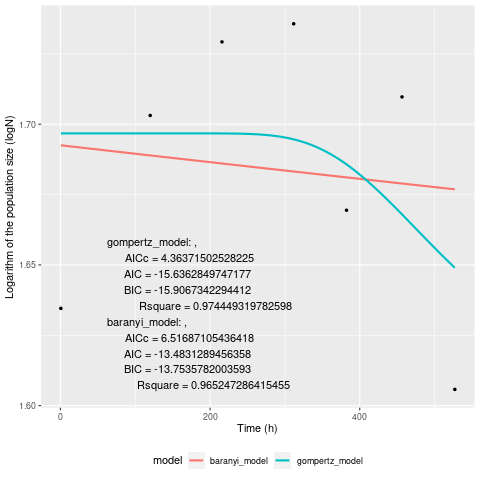 Logarithm of the population size (logN)
1.70
1.65
1.60
gompertz_model: ,
AICc = 4.36371502528225
AIC = -15.6362849747177
BIC = -15.9067342294412
Rsquare = 0.974449319782598
baranyi_model: ,
AICc = 6.51687105436418
AIC = -13.4831289456358
BIC = -13.7535782003593
Rsquare = 0.965247286415455
0 200 400
Time (h)
model baranyi_model gompertz_model